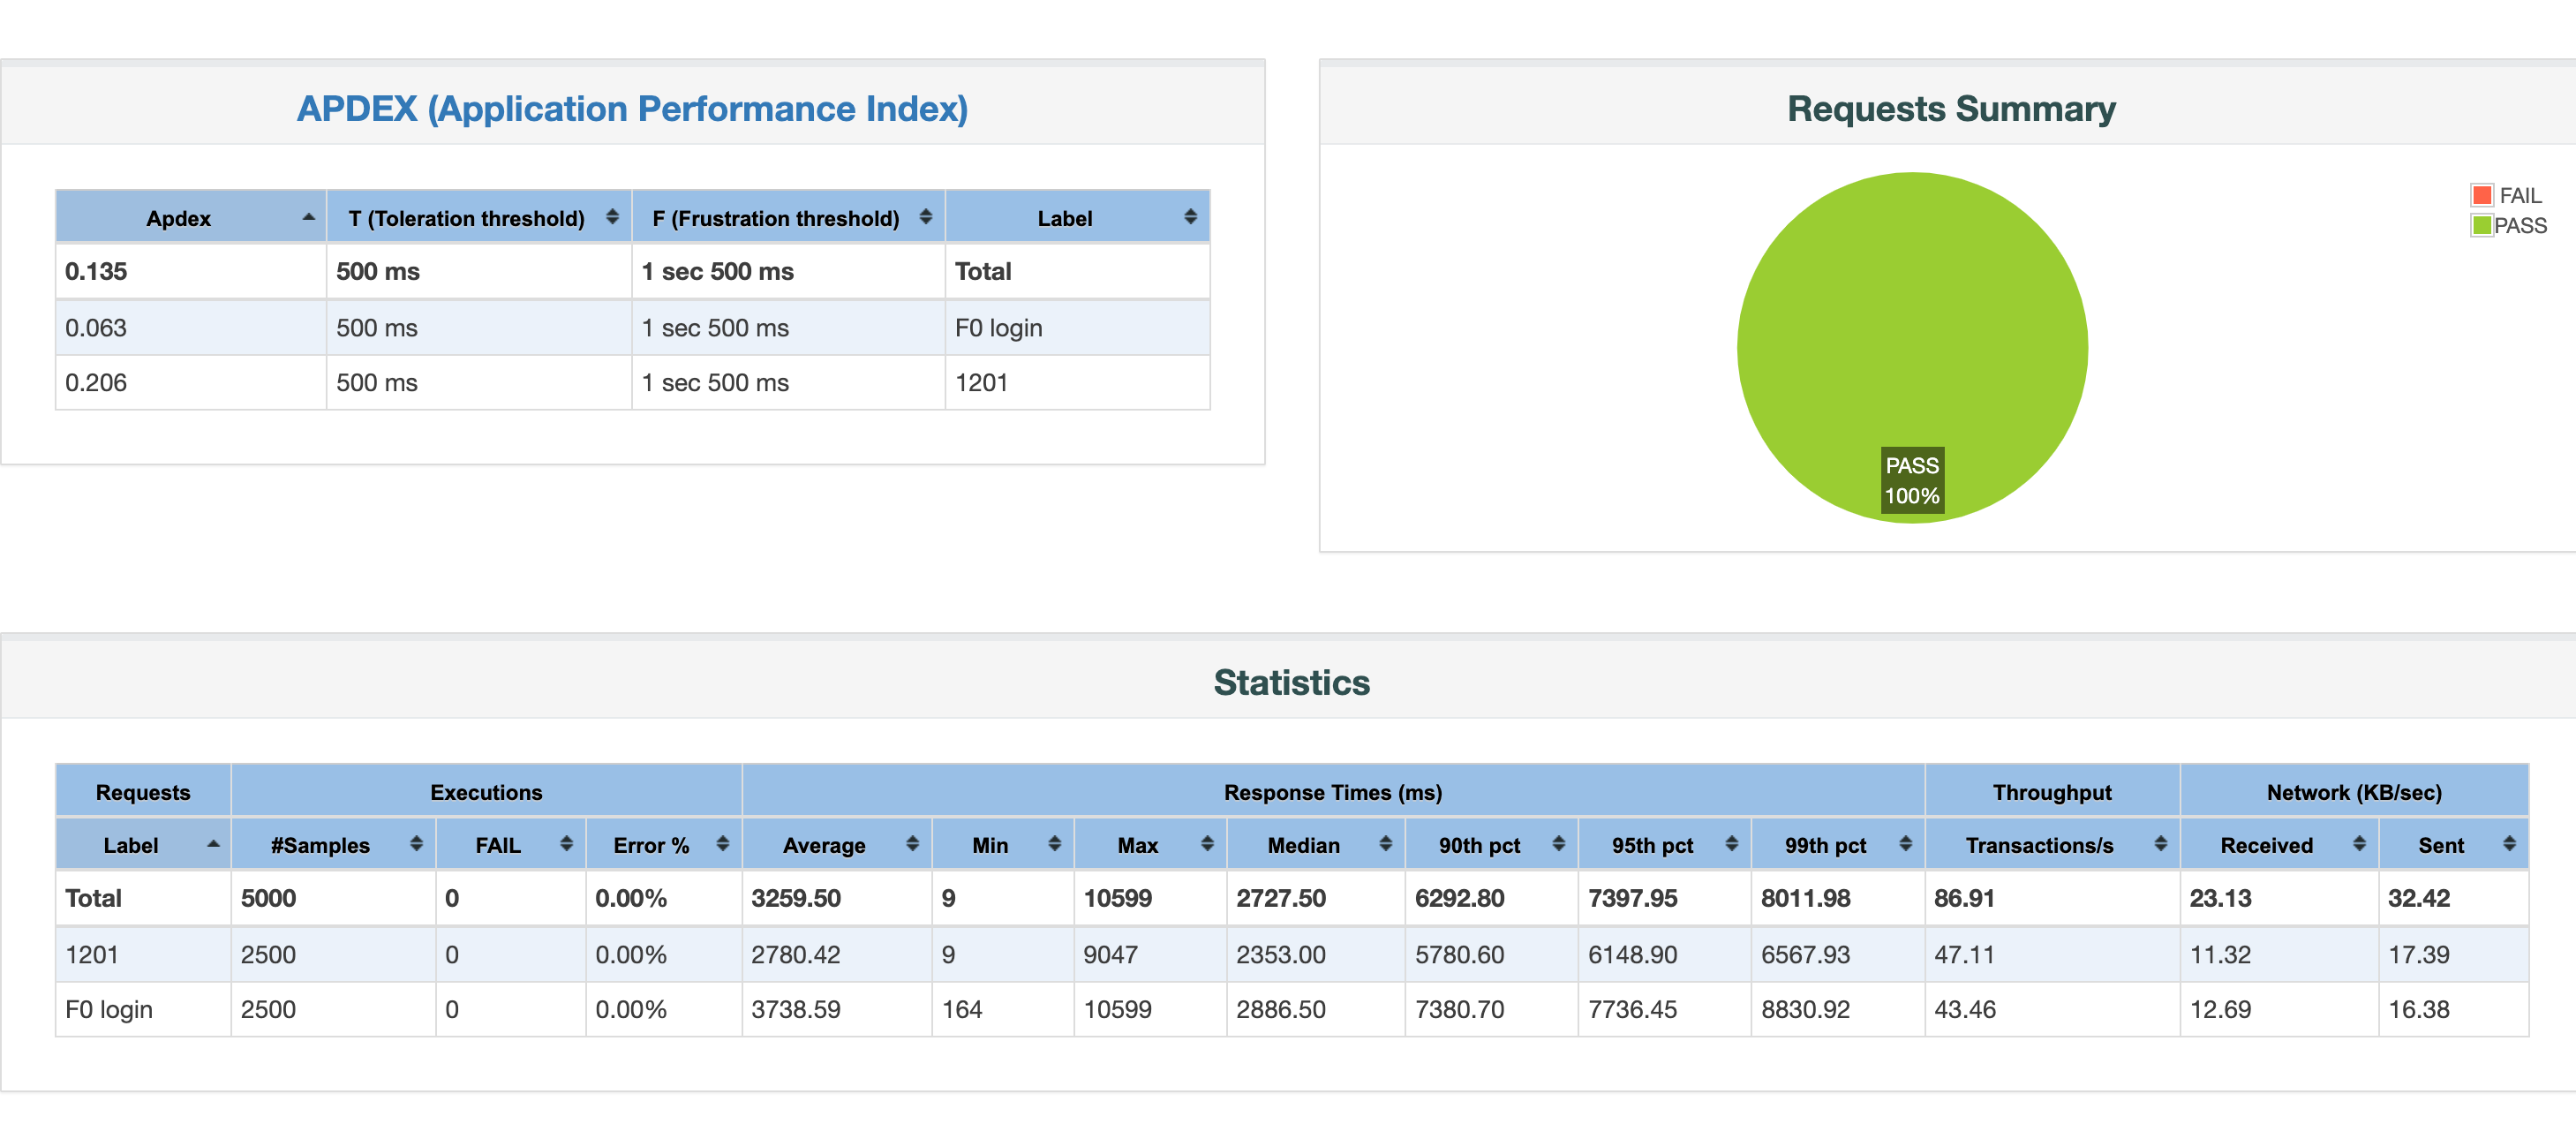 APDEX (Application Performance Index)
Apdex T (Toleration threshold) F (Frustration threshold) Label
0.135 500 ms 1 sec 500 ms Total
0.063 500 ms 1 sec 500 ms F0 login
0.206 500 ms 1 sec 500 ms 1201
Requests Summary
FAIL
PASS
PASS
100%
Statistics
Requests Executions Response Times (ms) Throughput Network (KB/sec)
Label #Samples FAIL Error % Average Min Max Median 90th pct 95th pct 99th pct Transactions/s Received Sent
Total 5000 0 0.00% 3259.50 9 10599 2727.50 6292.80 7397.95 8011.98 86.91 23.13 32.42
1201 2500 0 0.00% 2780.42 9 9047 2353.00 5780.60 6148.90 6567.93 47.11 11.32 17.39
F0 login 2500 0 0.00% 3738.59 164 10599 2886.50 7380.70 7736.45 8830.92 43.46 12.69 16.38